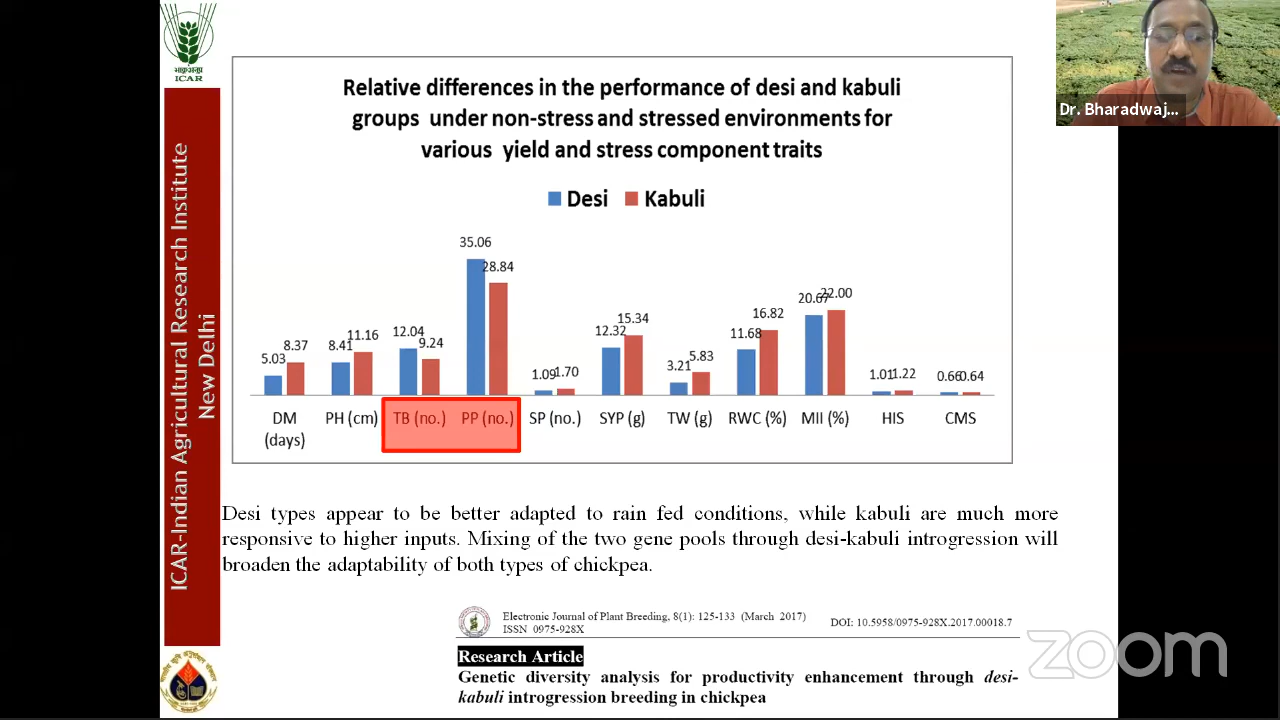 ICAR
ICAR-Indian Agricultural Research Institute
New Delhi
Dr. Bharadwaj...
Relative differences in the performance of desi and kabuli
groups under non-stress and stressed environments for
various yield and stress component traits
Desi Kabuli
5.03 8.37 8.41 11.16 12.04 9.24 35.06 28.84 1.09 1.70 12.32 15.34 3.21 5.83 11.68 16.82 20.67 22.00 1.01 1.22 0.66 0.64
DM PH (cm) TB (no.) PP (no.) SP (no.) SYP (g) TW (g) RWC (%) MII (%) HIS CMS
(days)
Desi types appear to be better adapted to rain fed conditions, while kabuli are much more
responsive to higher inputs. Mixing of the two gene pools through desi-kabuli introgression will
broaden the adaptability of both types of chickpea.
Electronic Journal of Plant Breeding, 8(1): 125-133 (March 2017)
ISSN 0975-928X
DOI: 10.5958/0975-928X.2017.00018.7
Research Article
Genetic diversity analysis for productivity enhancement through desi-
kabuli introgression breeding in chickpea
zoom